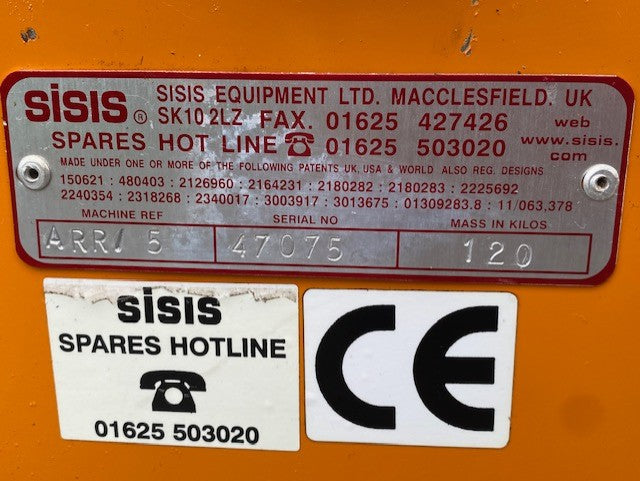 SISIS ® SISIS EQUIPMENT LTD. MACCLESFIELD. UK
SK10 2LZ FAX. 01625 427426 web
SPARES HOT LINE ☎ 01625 503020 www.sisis.com
MADE UNDER ONE OR MORE OF THE FOLLOWING PATENTS UK, USA & WORLD ALSO REG. DESIGNS
150621 : 480403 : 2126960 : 2164231 : 2180282 : 2180283 : 2225692
2240354 : 2318268 : 2340017 : 3003917 : 3013675 : 01309283.8 : 11/063,378
MACHINE REF SERIAL NO MASS IN KILOS
ARR/5 47075 120
SISIS
SPARES HOTLINE
01625 503020
CE